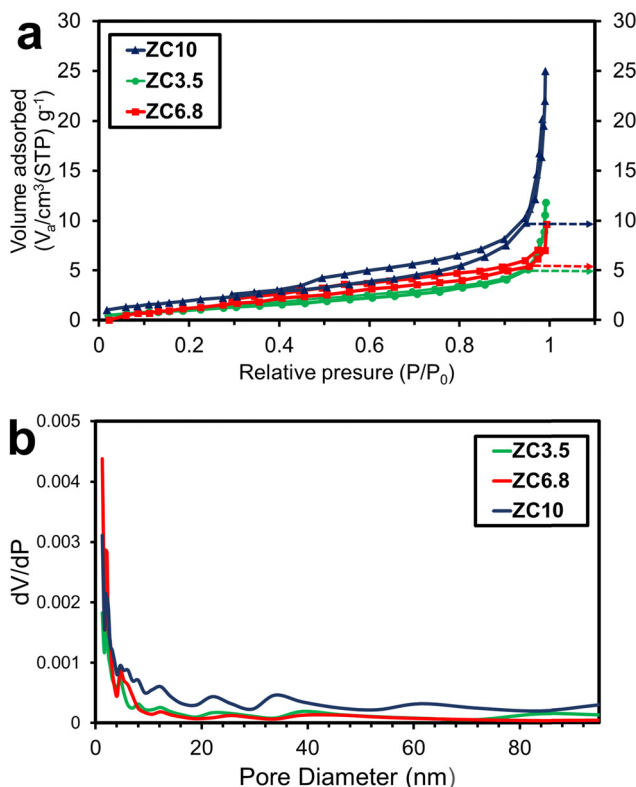 a
ZC10
ZC3.5
ZC6.8
Volume adsorbed
(Va/cm³(STP) g⁻¹)
30
25
20
15
10
5
0
30
25
20
15
10
5
0
0 0.2 0.4 0.6 0.8 1
Relative presure (P/P₀)
b
ZC3.5
ZC6.8
ZC10
dV/dP
0.005
0.004
0.003
0.002
0.001
0
0 20 40 60 80
Pore Diameter (nm)